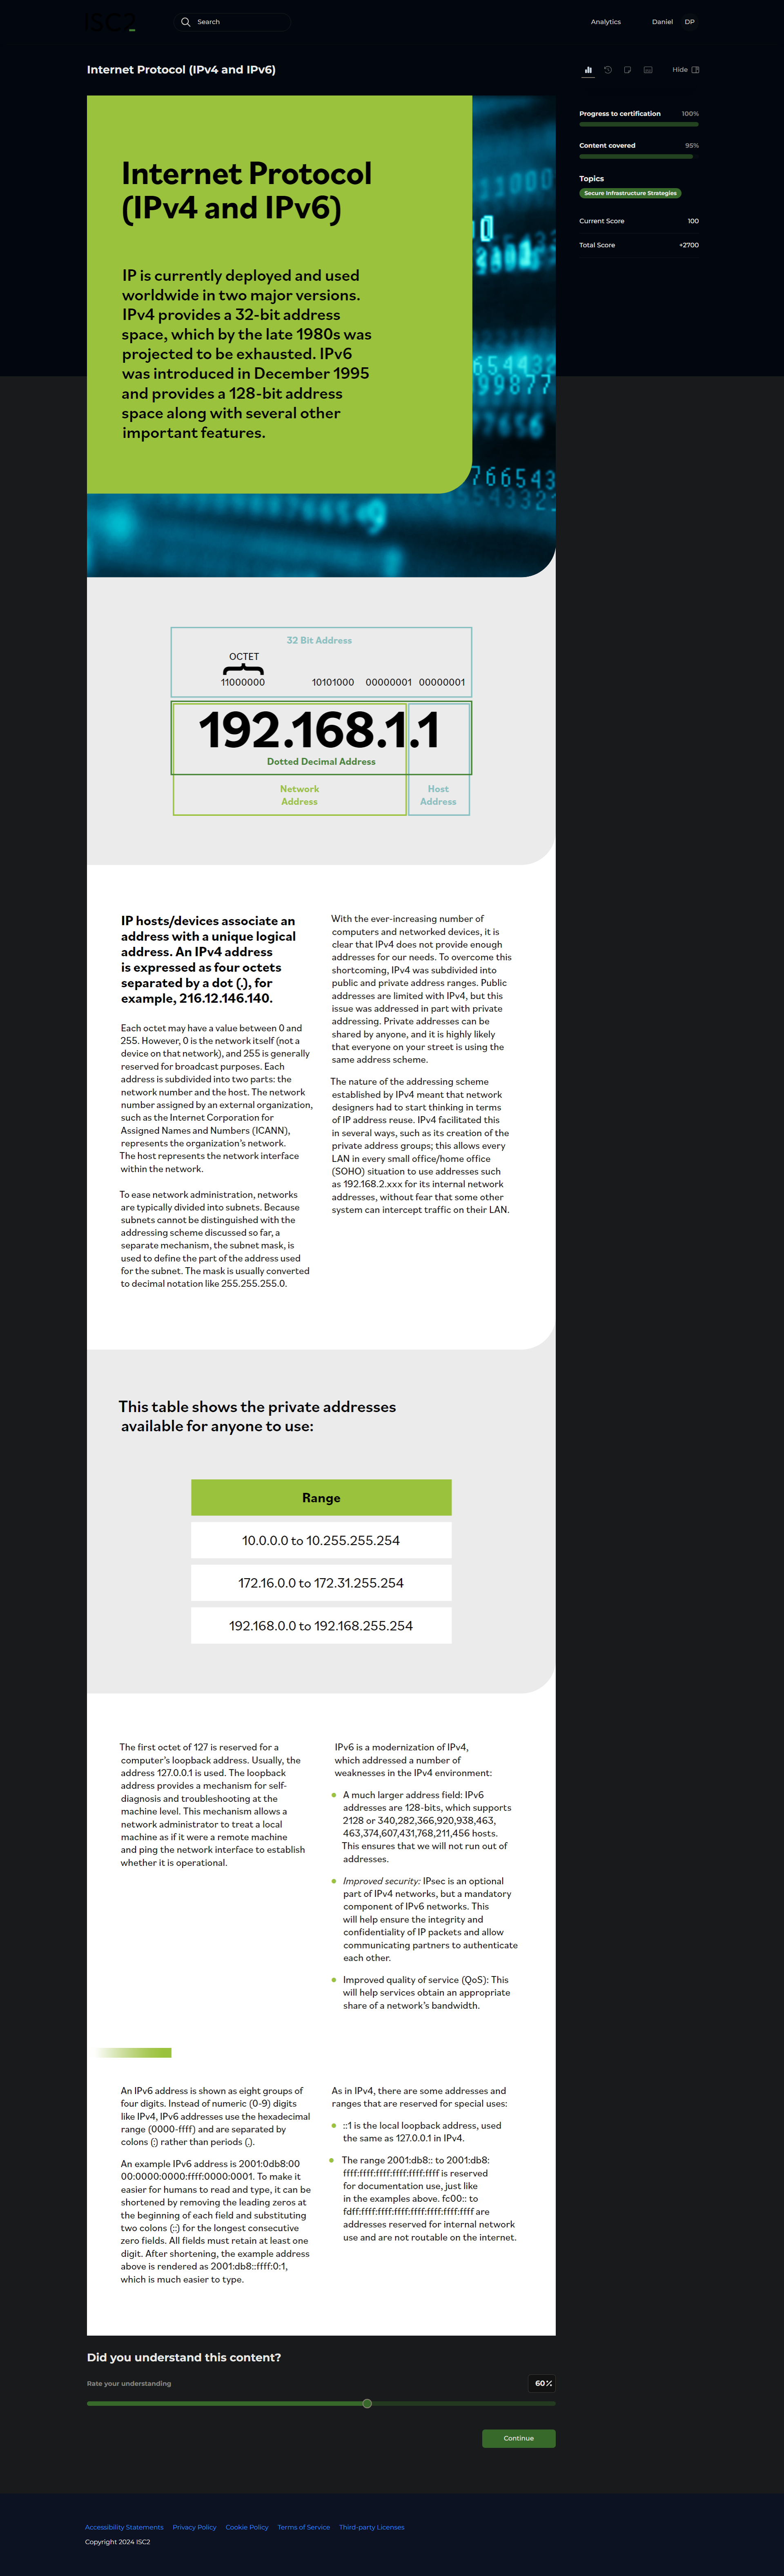 ISC2
Search
Analytics
Daniel
DP
Internet Protocol (IPv4 and IPv6)
Hide
Internet Protocol
(IPv4 and IPv6)
IP is currently deployed and used
worldwide in two major versions.
IPv4 provides a 32-bit address
space, which by the late 1980s was
projected to be exhausted. IPv6
was introduced in December 1995
and provides a 128-bit address
space along with several other
important features.
Progress to certification 100%
Content covered 95%
Topics
Secure Infrastructure Strategies
Current Score 100
Total Score +2700
32 Bit Address
OCTET
11000000 10101000 00000001 00000001
192.168.1.1
Dotted Decimal Address
Network
Address
Host
Address
IP hosts/devices associate an
address with a unique logical
address. An IPv4 address
is expressed as four octets
separated by a dot (.), for
example, 216.12.146.140.
Each octet may have a value between 0 and
255. However, 0 is the network itself (not a
device on that network), and 255 is generally
reserved for broadcast purposes. Each
address is subdivided into two parts: the
network number and the host. The network
number assigned by an external organization,
such as the Internet Corporation for
Assigned Names and Numbers (ICANN),
represents the organization's network.
The host represents the network interface
within the network.
To ease network administration, networks
are typically divided into subnets. Because
subnets cannot be distinguished with the
addressing scheme discussed so far, a
separate mechanism, the subnet mask, is
used to define the part of the address used
for the subnet. The mask is usually converted
to decimal notation like 255.255.255.0.
With the ever-increasing number of
computers and networked devices, it is
clear that IPv4 does not provide enough
addresses for our needs. To overcome this
shortcoming, IPv4 was subdivided into
public and private address ranges. Public
addresses are limited with IPv4, but this
issue was addressed in part with private
addressing. Private addresses can be
shared by anyone, and it is highly likely
that everyone on your street is using the
same address scheme.
The nature of the addressing scheme
established by IPv4 meant that network
designers had to start thinking in terms
of IP address reuse. IPv4 facilitated this
in several ways, such as its creation of the
private address groups; this allows every
LAN in every small office/home office
(SOHO) situation to use addresses such
as 192.168.2.xxx for its internal network
addresses, without fear that some other
system can intercept traffic on their LAN.
This table shows the private addresses
available for anyone to use:
Range
10.0.0.0 to 10.255.255.254
172.16.0.0 to 172.31.255.254
192.168.0.0 to 192.168.255.254
The first octet of 127 is reserved for a
computer's loopback address. Usually, the
address 127.0.0.1 is used. The loopback
address provides a mechanism for self-
diagnosis and troubleshooting at the
machine level. This mechanism allows a
network administrator to treat a local
machine as if it were a remote machine
and ping the network interface to establish
whether it is operational.
IPv6 is a modernization of IPv4,
which addressed a number of
weaknesses in the IPv4 environment:
A much larger address field: IPv6
addresses are 128-bits, which supports
2128 or 340,282,366,920,938,463,
463,374,607,431,768,211,456 hosts.
This ensures that we will not run out of
addresses.
Improved security: IPsec is an optional
part of IPv4 networks, but a mandatory
component of IPv6 networks. This
will help ensure the integrity and
confidentiality of IP packets and allow
communicating partners to authenticate
each other.
Improved quality of service (QoS): This
will help services obtain an appropriate
share of a network's bandwidth.
An IPv6 address is shown as eight groups of
four digits. Instead of numeric (0-9) digits
like IPv4, IPv6 addresses use the hexadecimal
range (0000-ffff) and are separated by
colons (:) rather than periods (.).
An example IPv6 address is 2001:0db8:00
00:0000:0000:ffff:0000:0001. To make it
easier for humans to read and type, it can be
shortened by removing the leading zeros at
the beginning of each field and substituting
two colons (::) for the longest consecutive
zero fields. All fields must retain at least one
digit. After shortening, the example address
above is rendered as 2001:db8::ffff:0:1,
which is much easier to type.
As in IPv4, there are some addresses and
ranges that are reserved for special uses:
::1 is the local loopback address, used
the same as 127.0.0.1 in IPv4.
The range 2001:db8:: to 2001:db8:
ffff:ffff:ffff:ffff:ffff:ffff is reserved
for documentation use, just like
in the examples above. fc00:: to
fdff:ffff:ffff:ffff:ffff:ffff:ffff:ffff are
addresses reserved for internal network
use and are not routable on the internet.
Did you understand this content?
Rate your understanding
60%
Continue
Accessibility Statements Privacy Policy Cookie Policy Terms of Service Third-party Licenses
Copyright 2024 ISC2